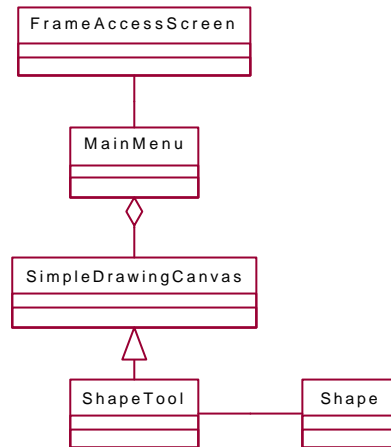 FrameAccessScreen
MainMenu
SimpleDrawingCanvas
ShapeTool
Shape